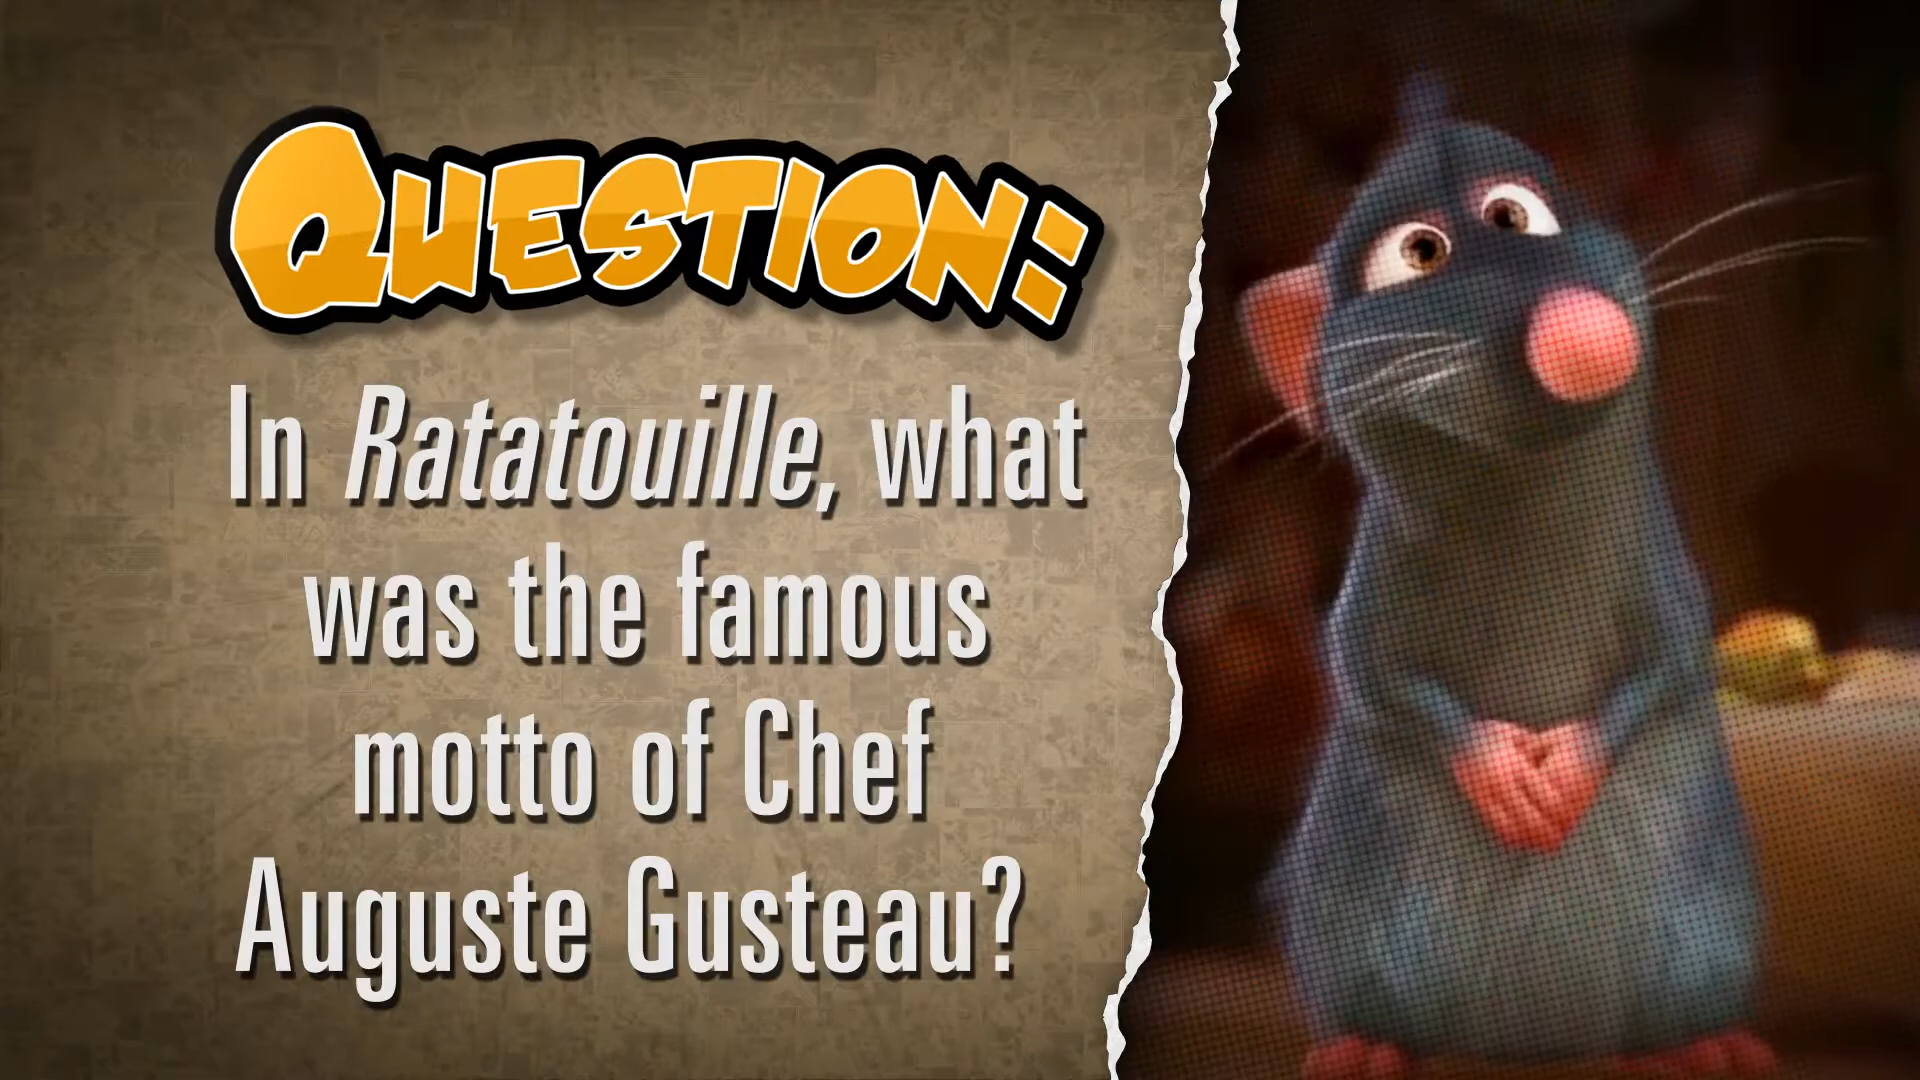 QUESTION:
In Ratatouille, what
was the famous
motto of Chef
Auguste Gusteau?